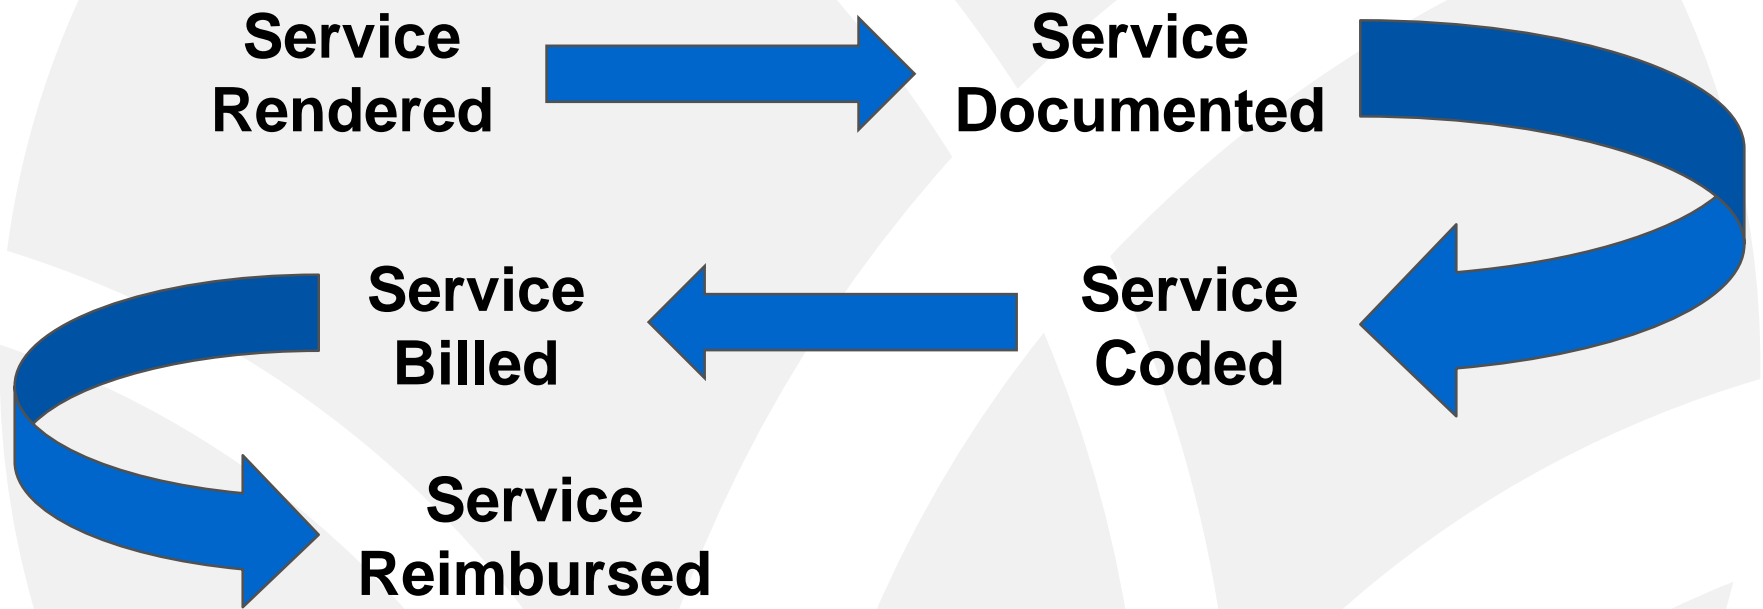 Service
Rendered
Service
Documented
Service
Billed
Service
Coded
Service
Reimbursed